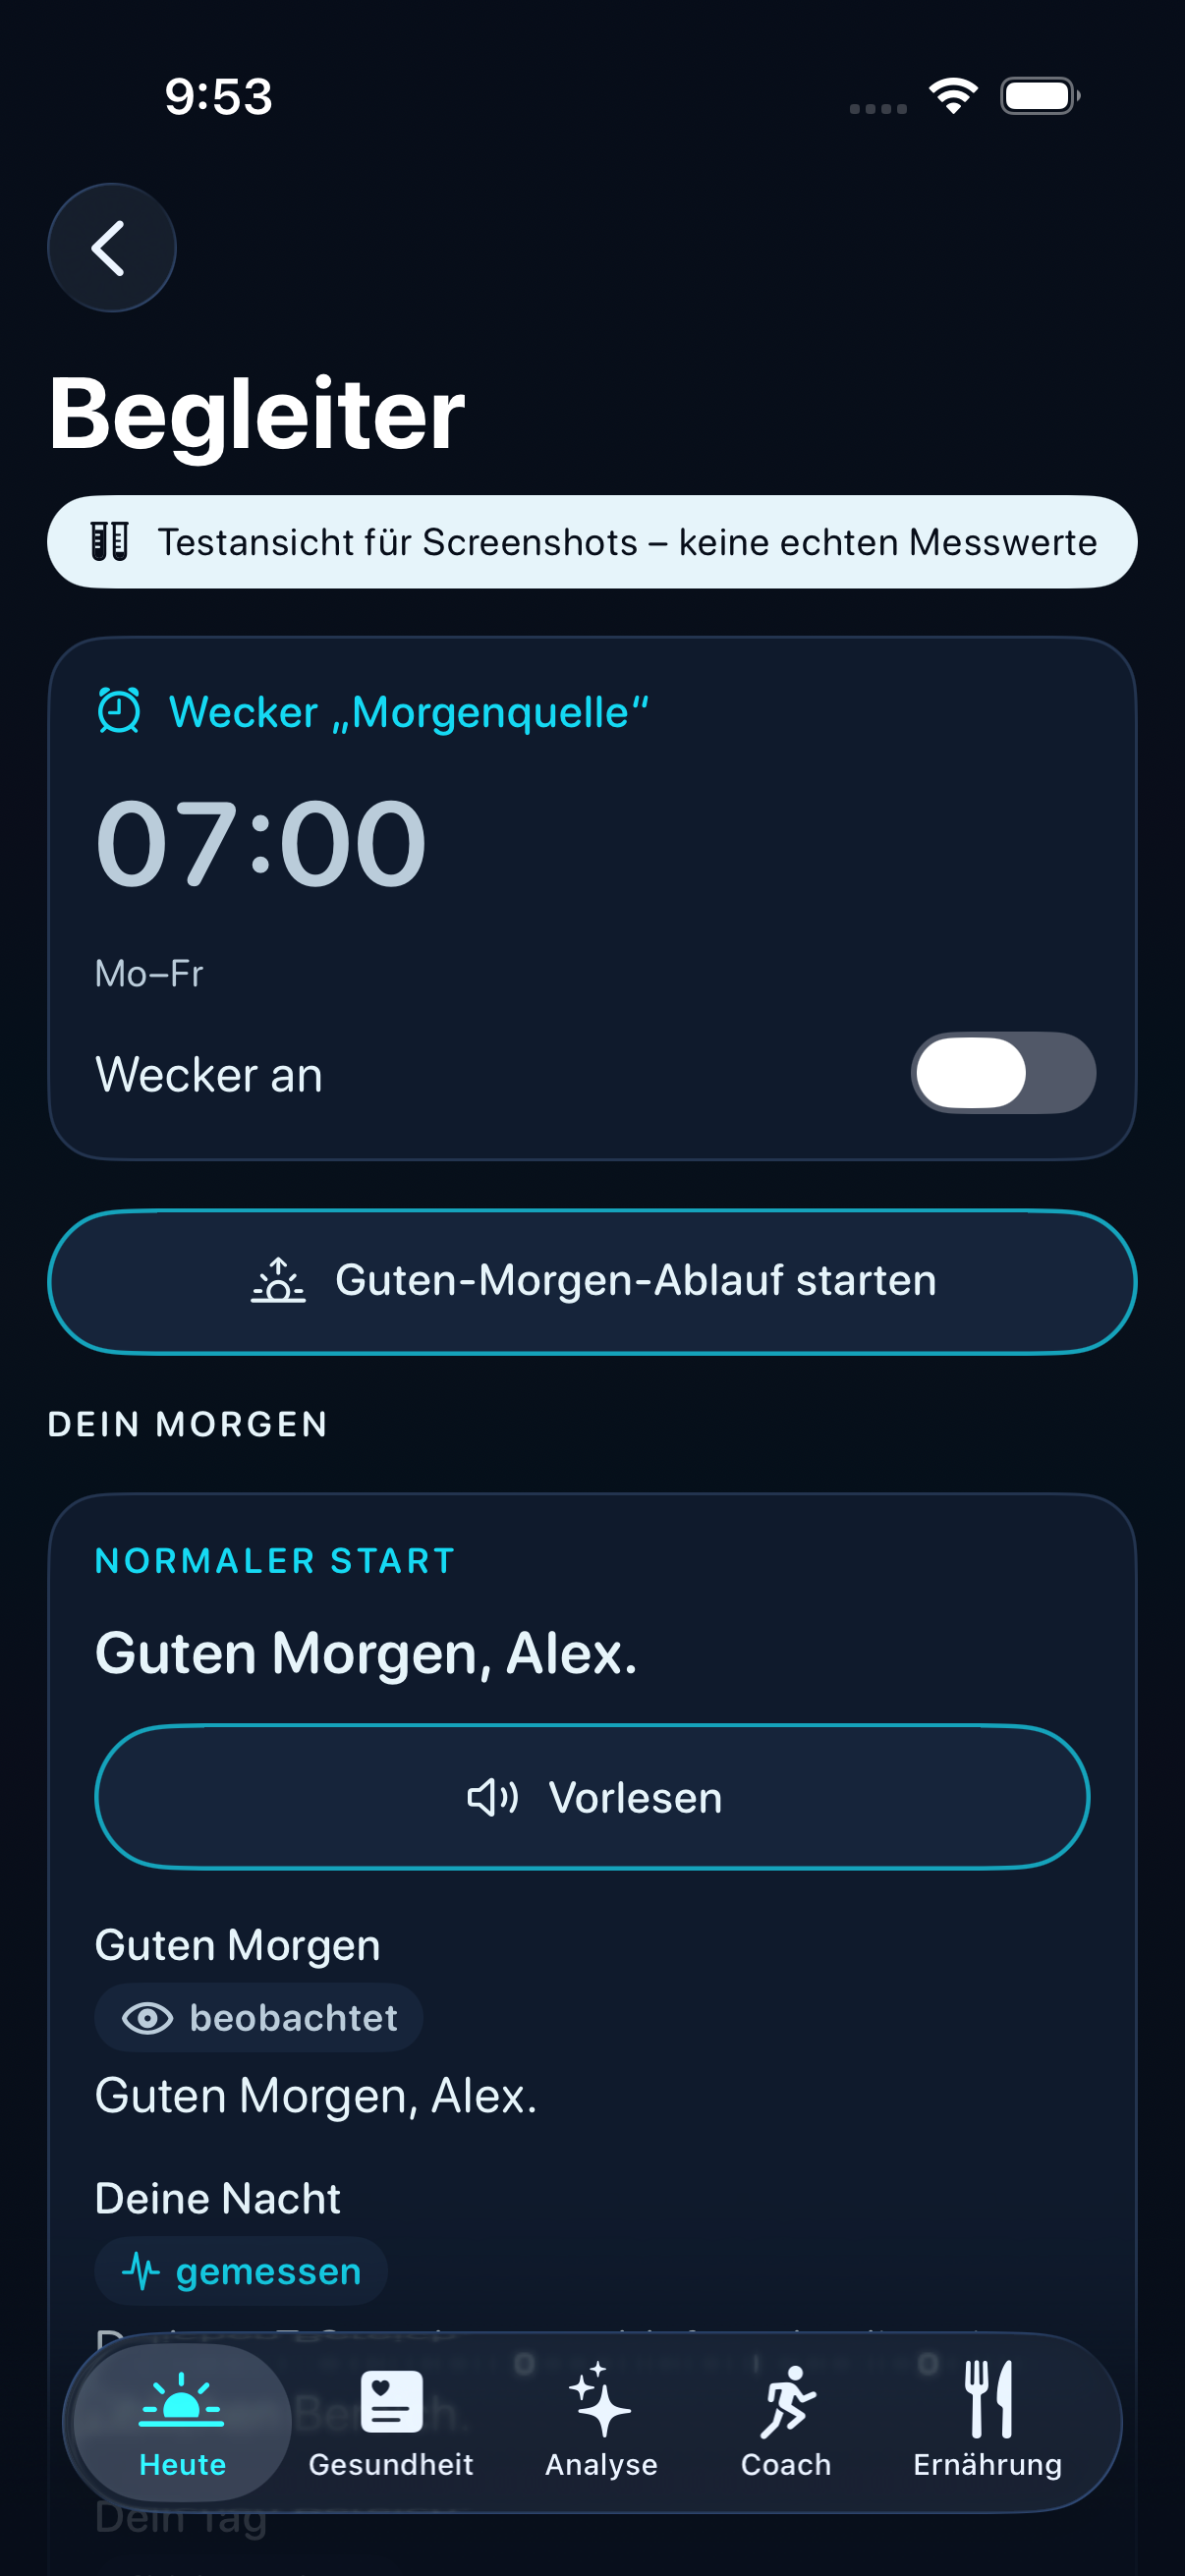 9:53
Begleiter
Testansicht für Screenshots – keine echten Messwerte
Wecker „Morgenquelle“
07:00
Mo–Fr
Wecker an
Guten-Morgen-Ablauf starten
DEIN MORGEN
NORMALER START
Guten Morgen, Alex.
Vorlesen
Guten Morgen
beobachtet
Guten Morgen, Alex.
Deine Nacht
gemessen
Heute
Gesundheit
Analyse
Coach
Ernährung
Dein Tag